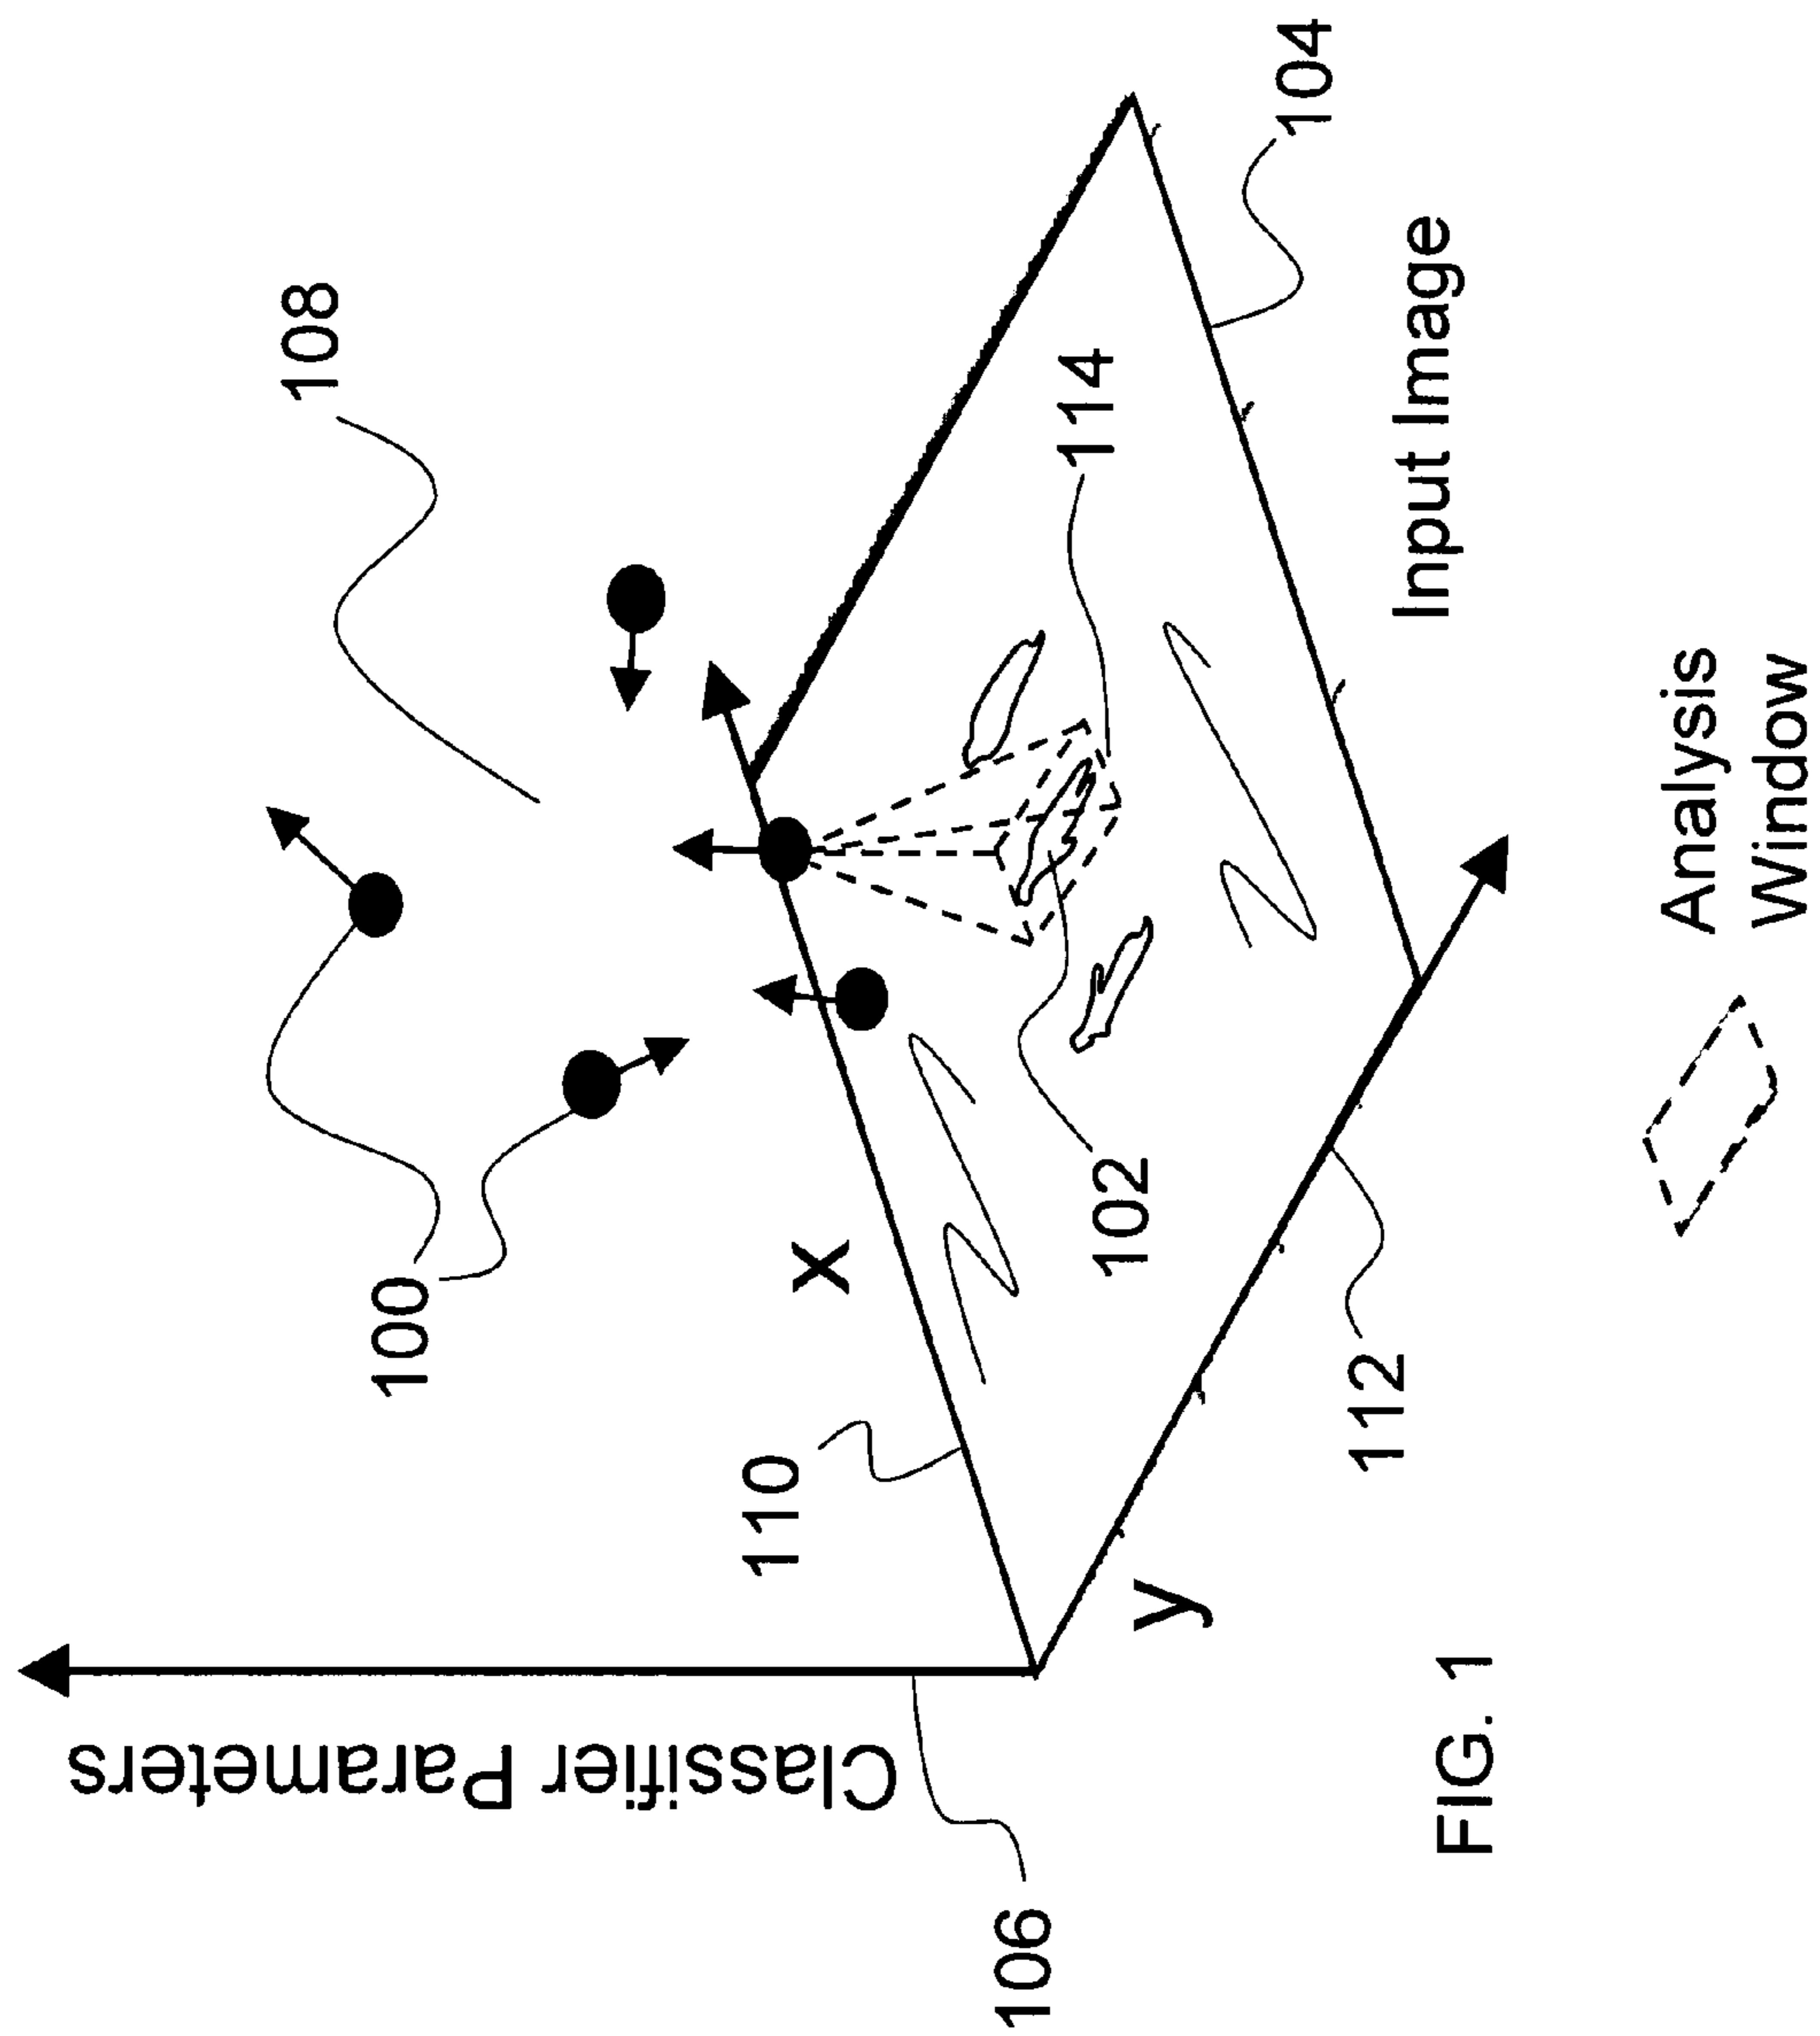 108
100
Classifier Parameters
110
x
114
104
106
y
102
Input Image
112
FIG. 1
Analysis
Window